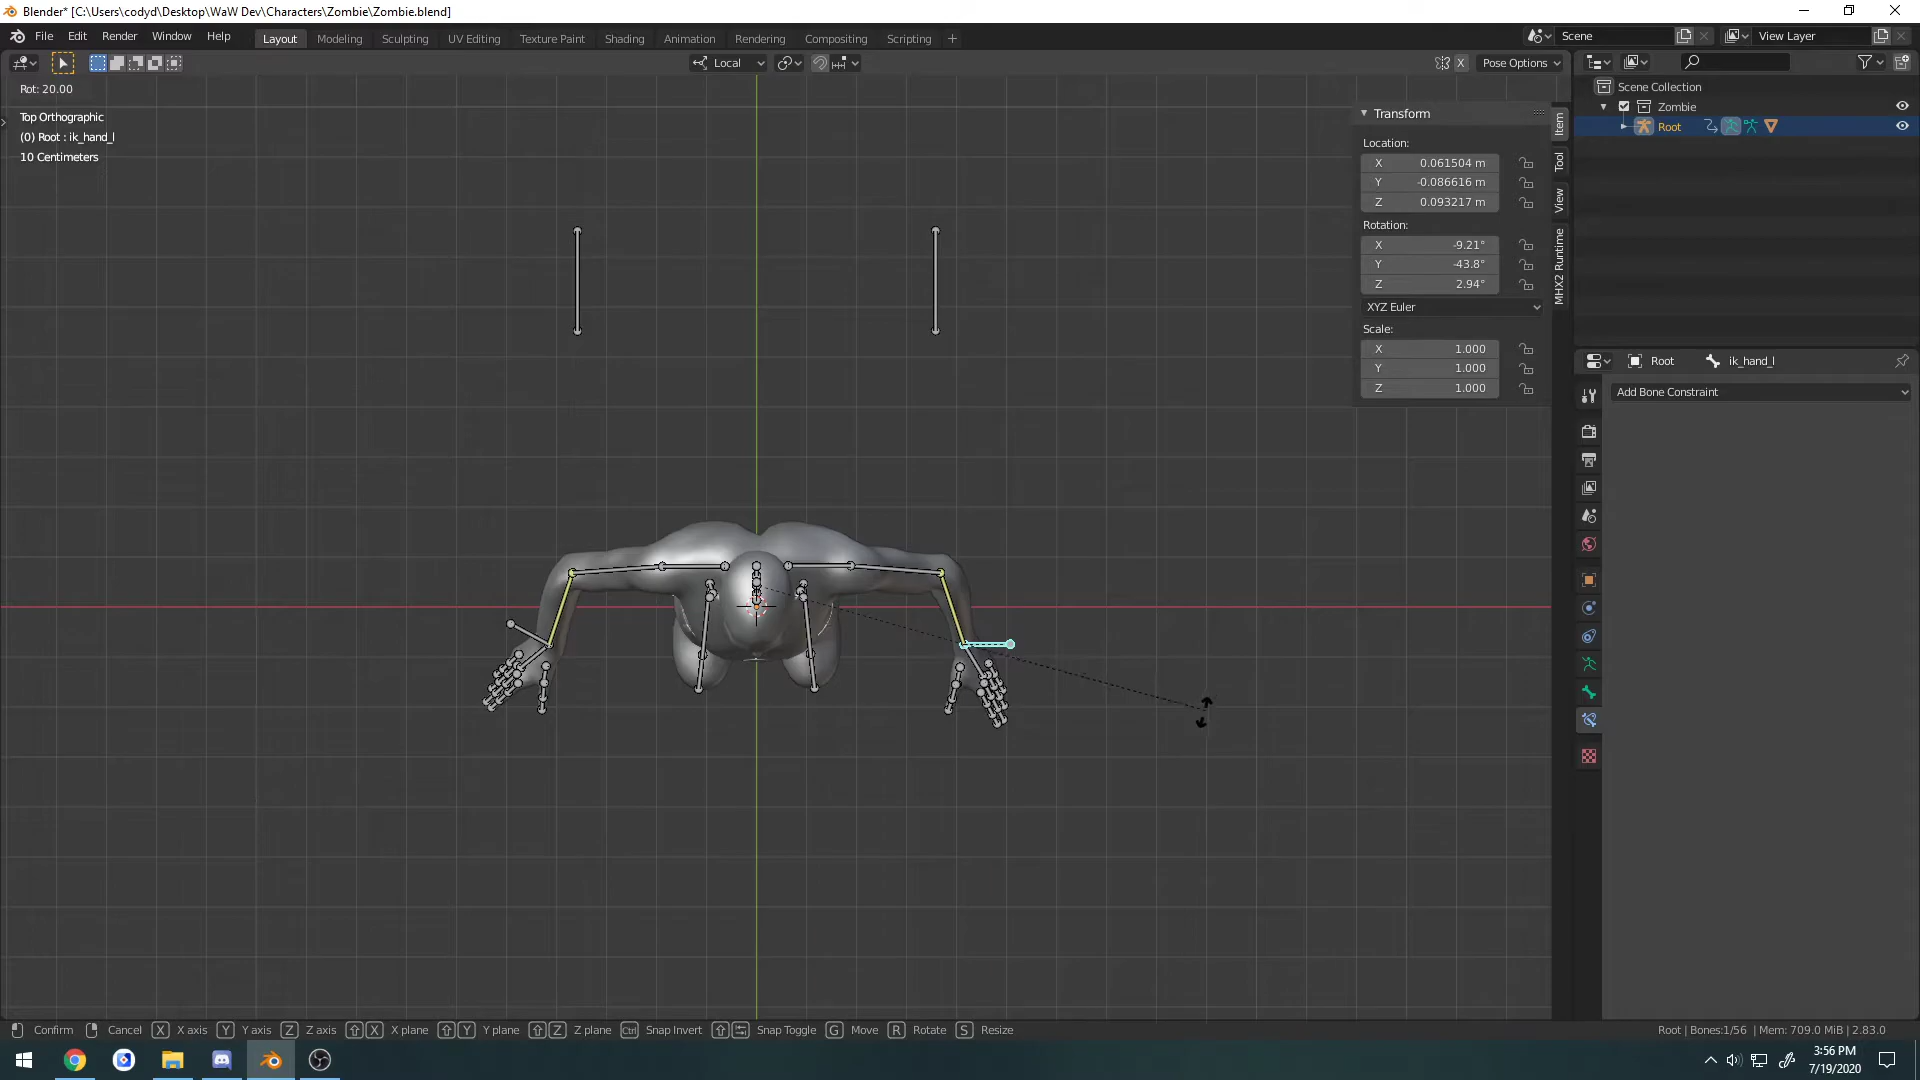 Blender* [C:\Users\codyd\Desktop\WaW Dev\Characters\Zombie\Zombie.blend]
File Edit Render Window Help Layout Modeling Sculpting UV Editing Texture Paint Shading Animation Rendering Compositing Scripting
Scene View Layer
Local
X Pose Options
Rot: 20.00
Top Orthographic
(0) Root : ik_hand_l
10 Centimeters
Transform
Location:
X 0.061504 m
Y -0.086616 m
Z 0.093217 m
Rotation:
X -9.21°
Y -43.8°
Z 2.94°
XYZ Euler
Scale:
X 1.000
Y 1.000
Z 1.000
Item
Tool
View
MHX2 Runtime
Scene Collection
Zombie
Root
Root ik_hand_l
Add Bone Constraint
Confirm Cancel X X axis Y Y axis Z Z axis X X plane Y Y plane Z Z plane Ctrl Snap Invert Snap Toggle G Move R Rotate S Resize
Root | Bones:1/56 | Mem: 709.0 MiB | 2.83.0
3:56 PM
7/19/2020